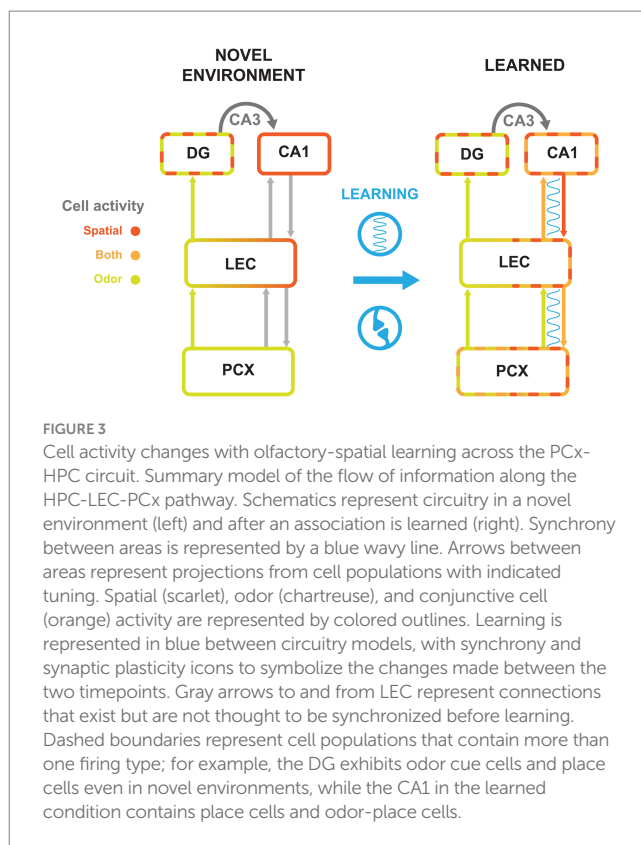 NOVEL
ENVIRONMENT
LEARNED
CA3
DG
CA1
CA3
DG
CA1
Cell activity
Spatial
Both
Odor
LEARNING
LEC
LEC
PCX
PCX
FIGURE 3
Cell activity changes with olfactory-spatial learning across the PCx-
HPC circuit. Summary model of the flow of information along the
HPC-LEC-PCx pathway. Schematics represent circuitry in a novel
environment (left) and after an association is learned (right). Synchrony
between areas is represented by a blue wavy line. Arrows between
areas represent projections from cell populations with indicated
tuning. Spatial (scarlet), odor (chartreuse), and conjunctive cell
(orange) activity are represented by colored outlines. Learning is
represented in blue between circuitry models, with synchrony and
synaptic plasticity icons to symbolize the changes made between the
two timepoints. Gray arrows to and from LEC represent connections
that exist but are not thought to be synchronized before learning.
Dashed boundaries represent cell populations that contain more than
one firing type; for example, the DG exhibits odor cue cells and place
cells even in novel environments, while the CA1 in the learned
condition contains place cells and odor-place cells.